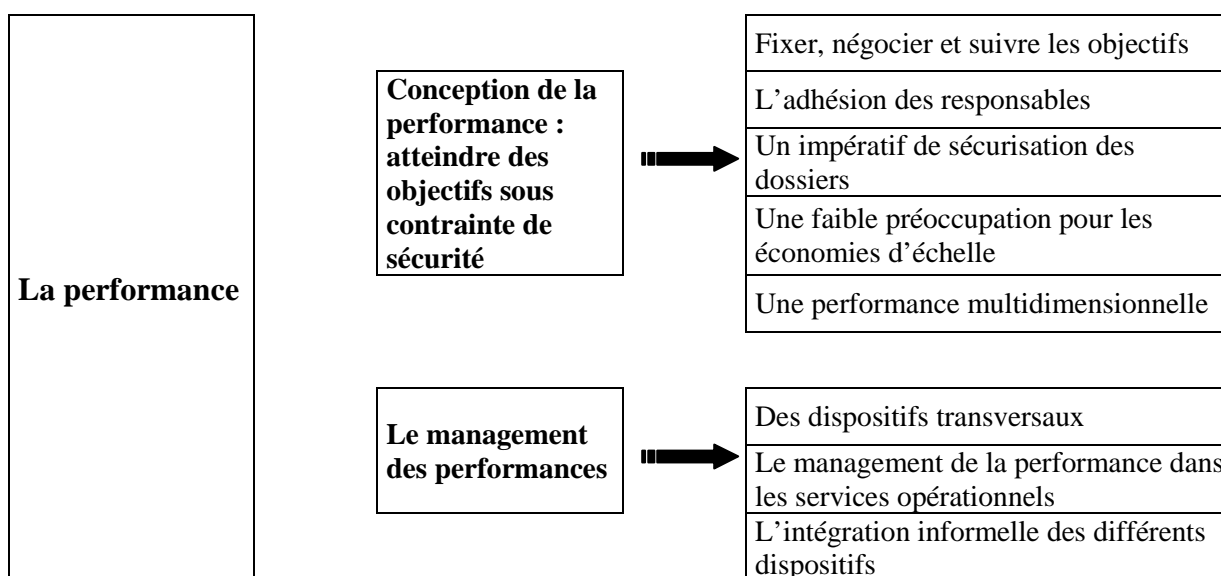 La performance
Conception de la
performance :
atteindre des
objectifs sous
contrainte de
sécurité
Fixer, négocier et suivre les objectifs
L’adhésion des responsables
Un impératif de sécurisation des
dossiers
Une faible préoccupation pour les
économies d’échelle
Une performance multidimensionnelle
Le management
des performances
Des dispositifs transversaux
Le management de la performance dans
les services opérationnels
L’intégration informelle des différents
dispositifs